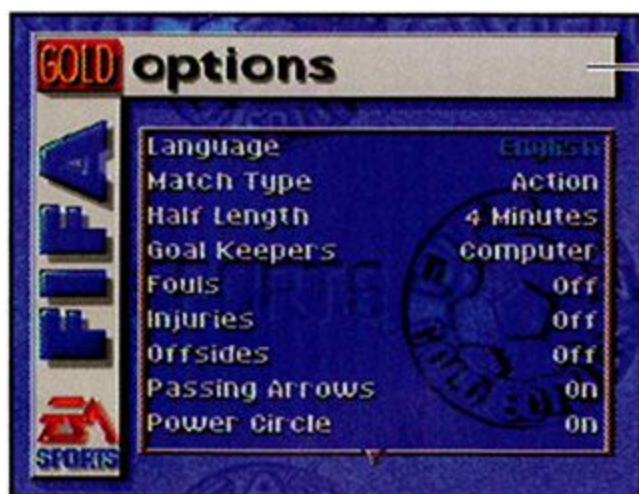 GOLD options
FIFA
Language English
Match Type Action
Half Length 4 Minutes
Goal Keepers Computer
Fouls Off
Injuries Off
Offsides Off
Passing Arrows On
Power Circle On
EA
SPORTS